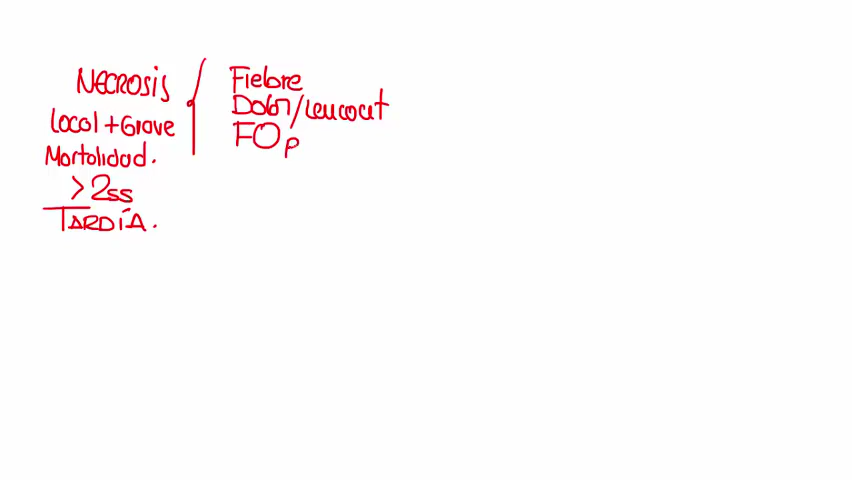 NECROSIS
Local + Grave
Mortalidad.
> 2ss
TARDÍA.
Fiebre
Dolor/Leucocit
FOp